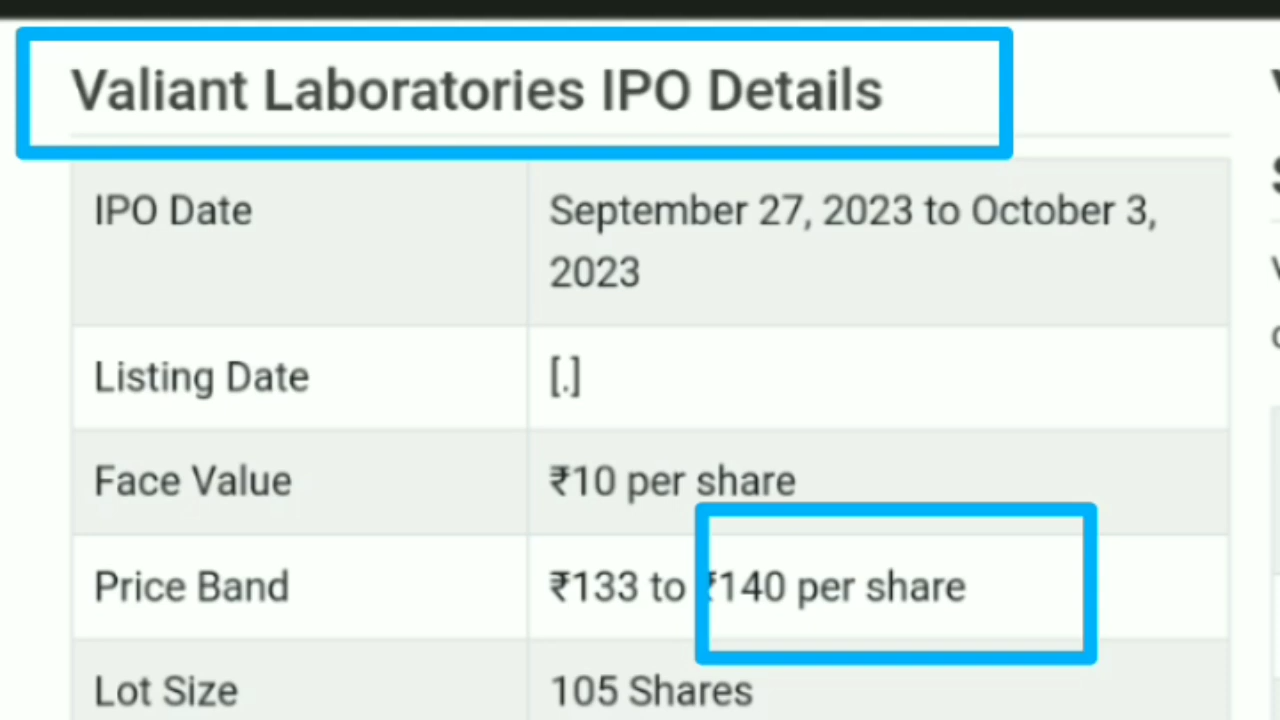 Valiant Laboratories IPO Details
IPO Date
September 27, 2023 to October 3,
2023
Listing Date
[.]
Face Value
₹10 per share
Price Band
₹133 to ₹140 per share
Lot Size
105 Shares